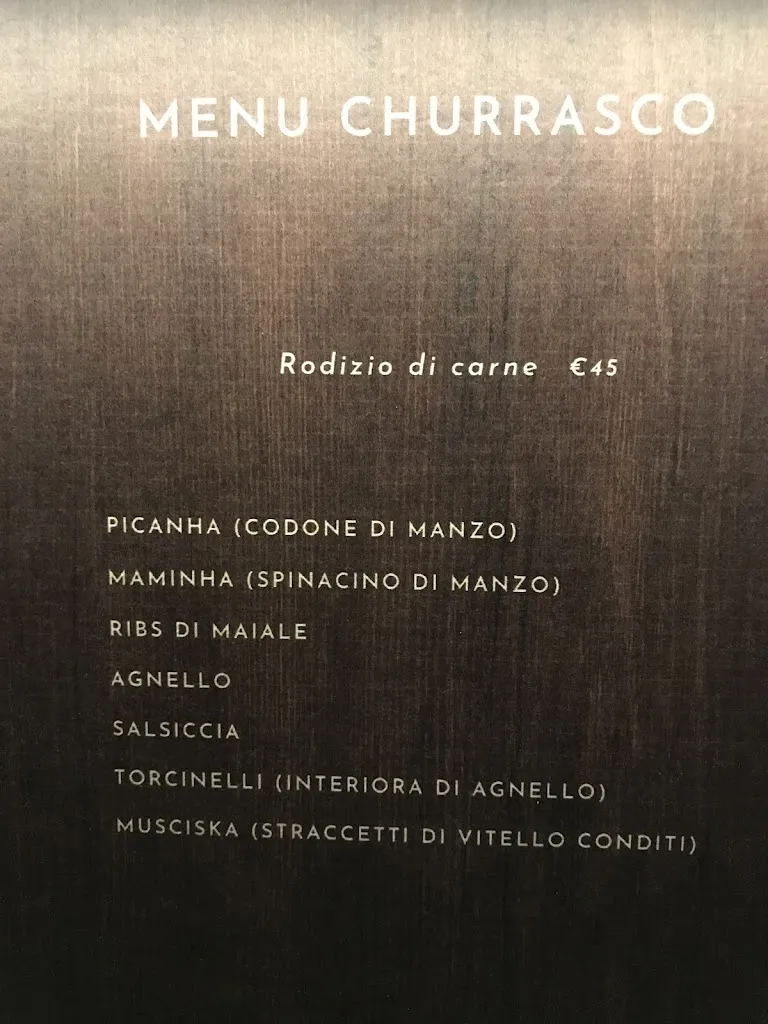 MENU CHURRASCO
Rodizio di carne €45
PICANHA (CODONE DI MANZO)
MAMINHA (SPINACINO DI MANZO)
RIBS DI MAIALE
AGNELLO
SALSICCIA
TORCINELLI (INTERIORA DI AGNELLO)
MUSCISKA (STRACCETTI DI VITELLO CONDITI)